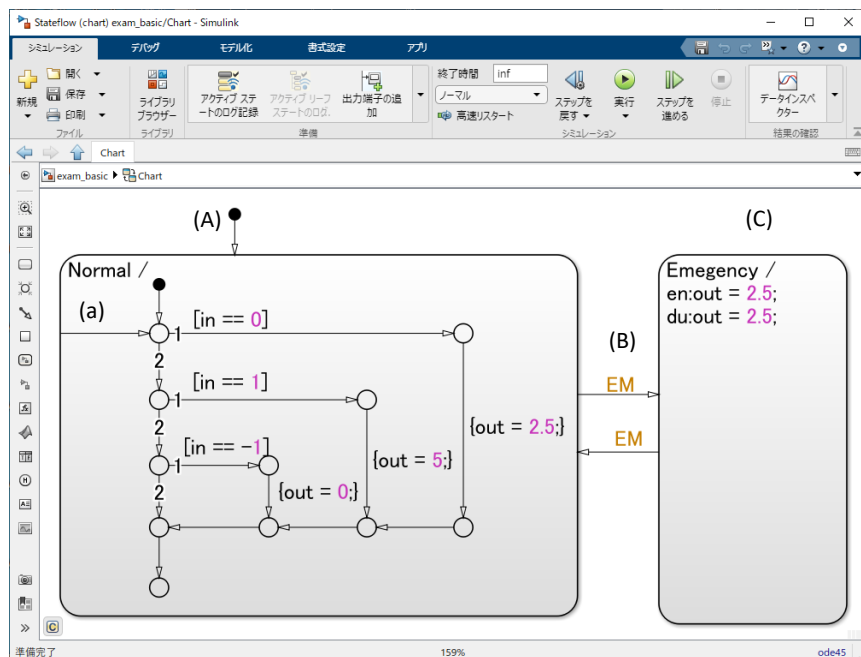 Stateflow (chart) exam_basic/Chart - Simulink
シミュレーション デバッグ モデル化 書式設定 アプリ
新規
開く
保存
印刷
ファイル
ライブラリ
ブラウザー
ライブラリ
アクティブ ステ
ートのログ記録
アクティブ リーフ
ステートのログ.
出力端子の追
加
準備
終了時間 inf
ノーマル
高速リスタート
ステップを
戻す
実行
ステップを
進める
停止
シミュレーション
データインスペ
クター
結果の確認
Chart
exam_basic Chart
(A)
(C)
Normal /
(a)
1 [in == 0]
2
1 [in == 1]
2
1 [in == -1]
2
{out = 0;}
{out = 5;}
{out = 2.5;}
(B)
EM
EM
Emegency /
en:out = 2.5;
du:out = 2.5;
準備完了 159% ode45